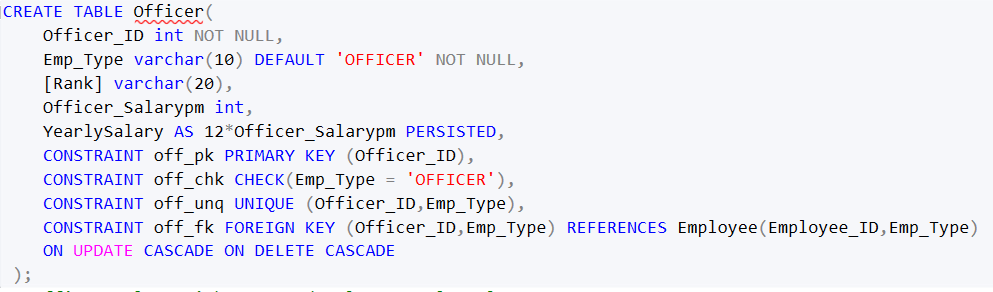 CREATE TABLE Officer(
Officer_ID int NOT NULL,
Emp_Type varchar(10) DEFAULT 'OFFICER' NOT NULL,
[Rank] varchar(20),
Officer_Salarypm int,
YearlySalary AS 12*Officer_Salarypm PERSISTED,
CONSTRAINT off_pk PRIMARY KEY (Officer_ID),
CONSTRAINT off_chk CHECK(Emp_Type = 'OFFICER'),
CONSTRAINT off_unq UNIQUE (Officer_ID,Emp_Type),
CONSTRAINT off_fk FOREIGN KEY (Officer_ID,Emp_Type) REFERENCES Employee(Employee_ID,Emp_Type)
ON UPDATE CASCADE ON DELETE CASCADE
);